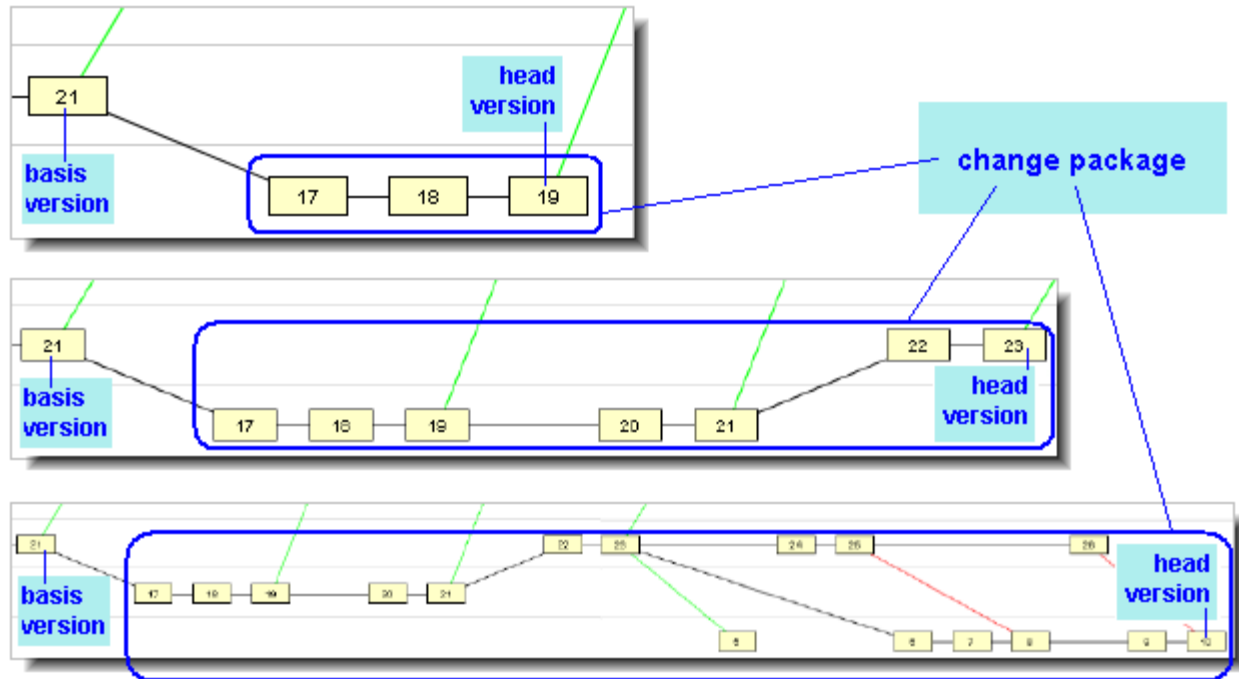 21
head
version
basis
version
17 18 19
change package
21
22 23
basis
version
head
version
17 18 19 20 21
21
22 23 24 25 26
head
version
basis
version
17 18 19 20 21
5 6 7 8 9 10